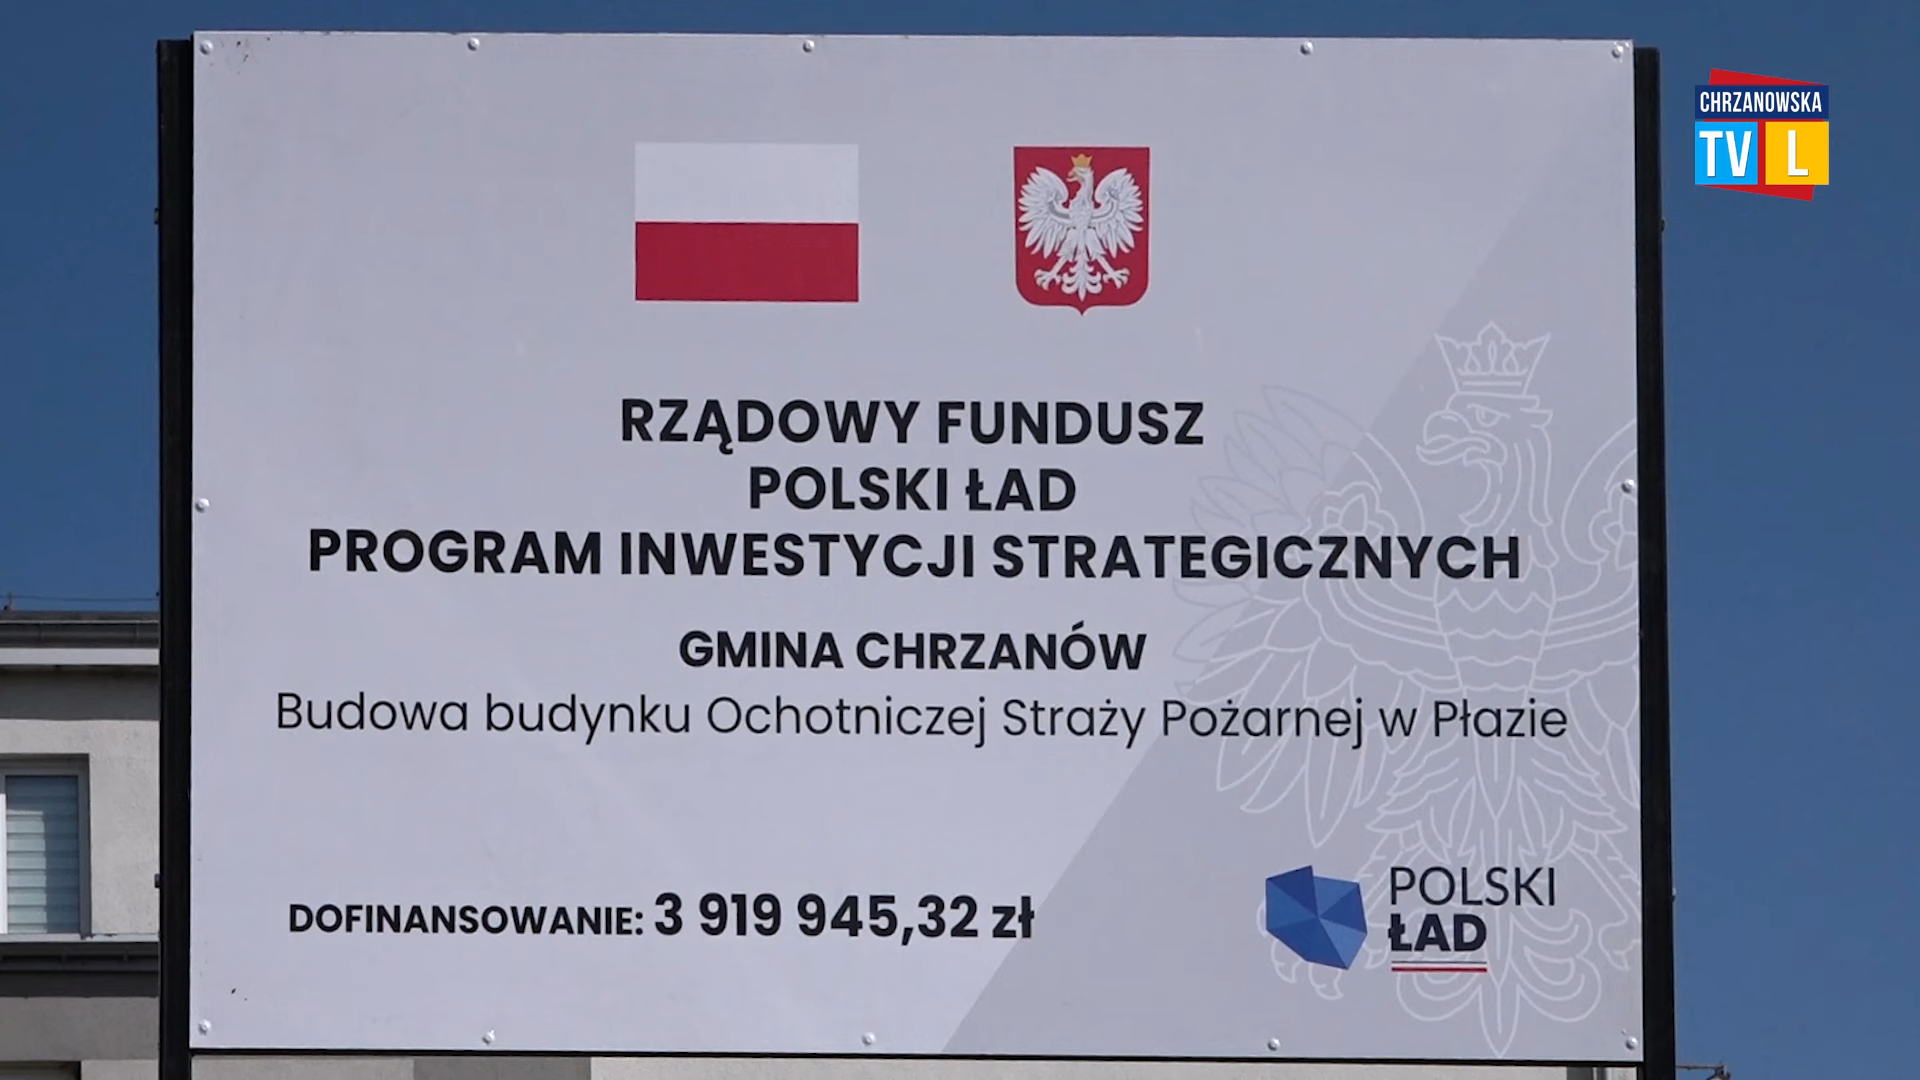 CHRZANOWSKA
TV L
RZĄDOWY FUNDUSZ
POLSKI ŁAD
PROGRAM INWESTYCJI STRATEGICZNYCH
GMINA CHRZANÓW
Budowa budynku Ochotniczej Straży Pożarnej w Płazie
DOFINANSOWANIE: 3 919 945,32 zł
POLSKI
ŁAD